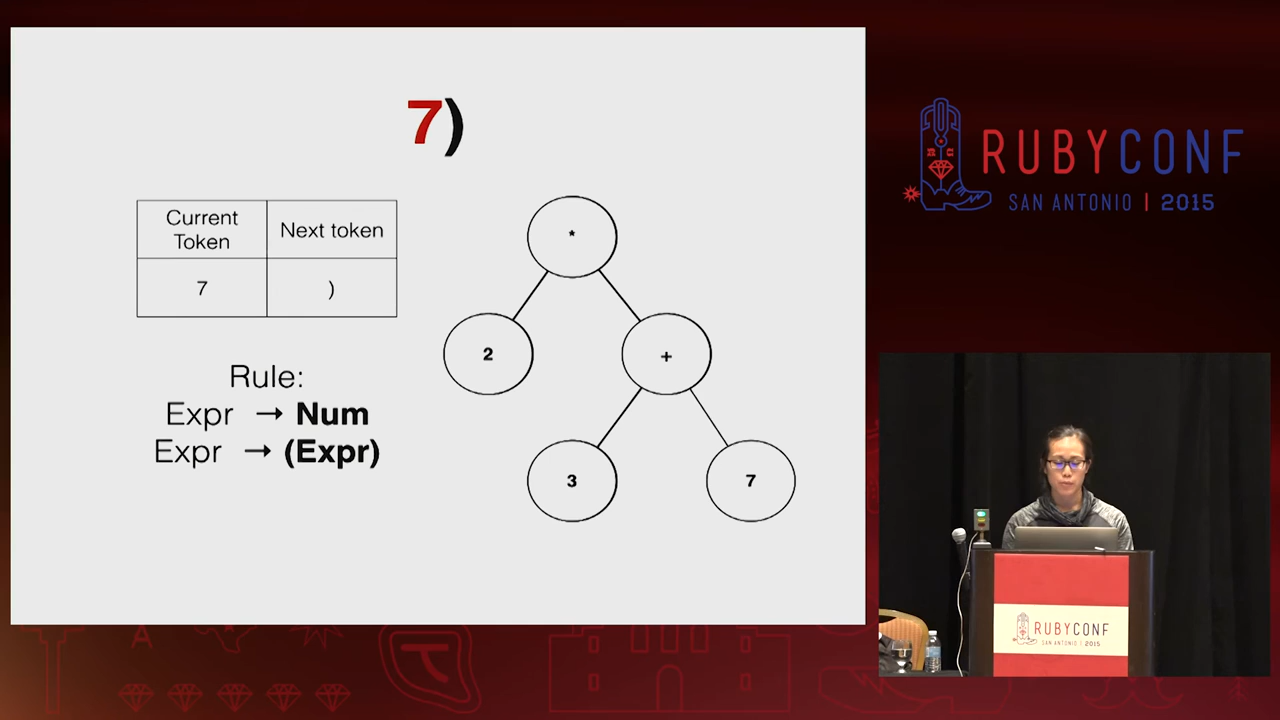 7)
Current
Token
Next token
7
)
Rule:
Expr → Num
Expr → (Expr)
*
2
+
3
7
RUBYCONF
SAN ANTONIO | 2015
RUBYCONF
SAN ANTONIO | 2015
A